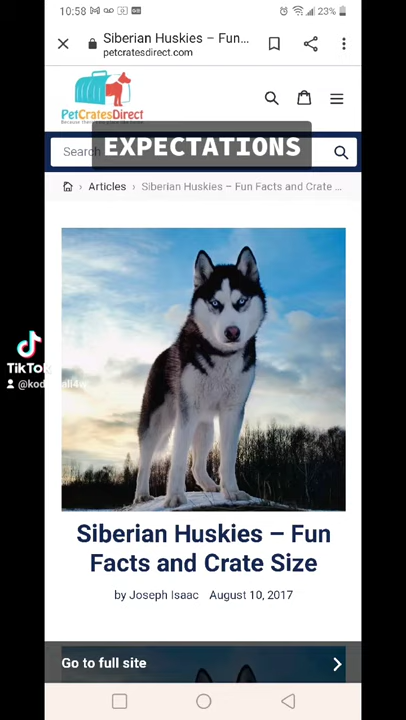 10:58
23%
Siberian Huskies – Fun...
petcratesdirect.com
PetCratesDirect
Search
EXPECTATIONS
Articles
Siberian Huskies – Fun Facts and Crate ...
TikTok
Siberian Huskies – Fun
Facts and Crate Size
by Joseph Isaac August 10, 2017
Go to full site